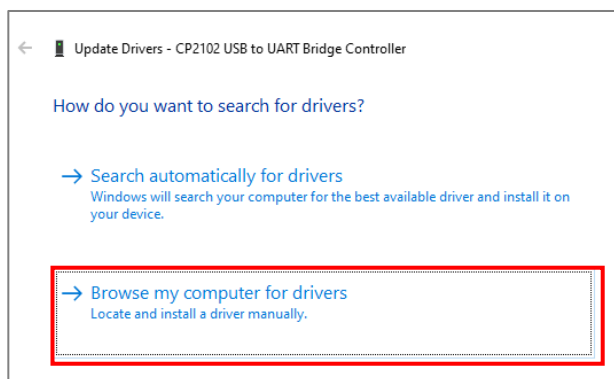 Update Drivers - CP2102 USB to UART Bridge Controller
How do you want to search for drivers?
Search automatically for drivers
Windows will search your computer for the best available driver and install it on
your device.
Browse my computer for drivers
Locate and install a driver manually.